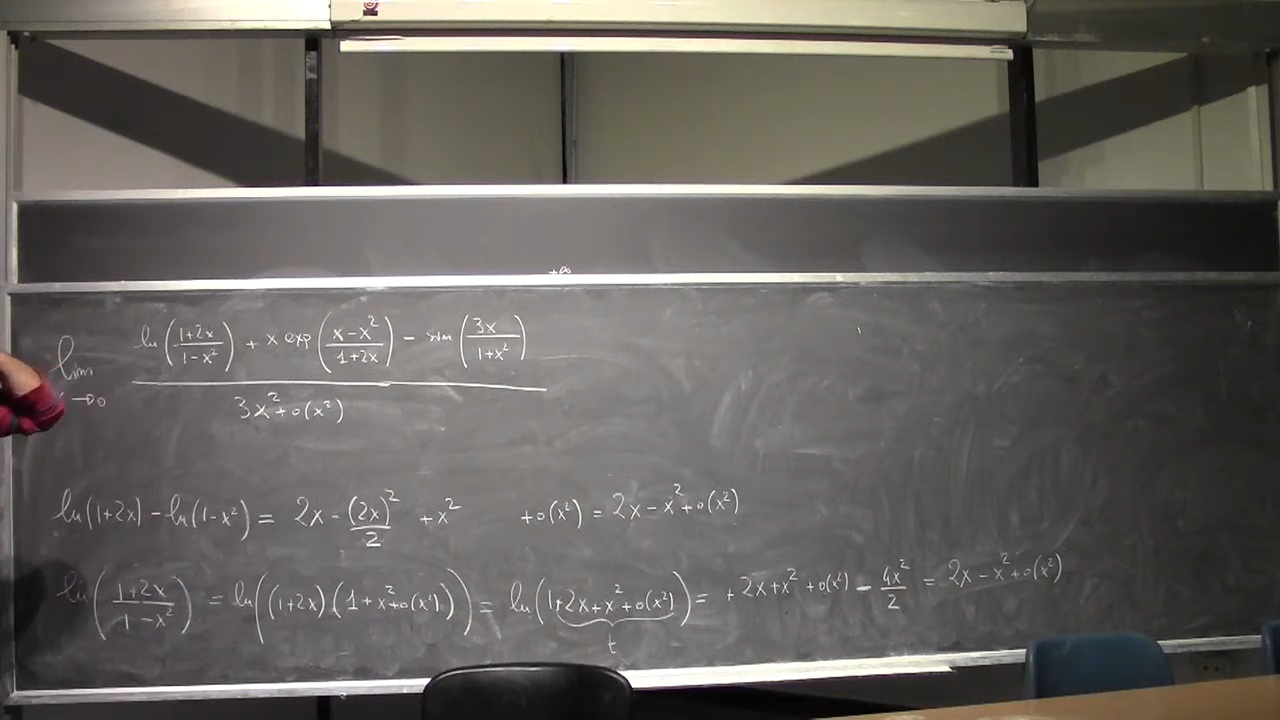 +∞
lim →0 ( ln((1+2x)/(1-x²)) + x exp((x-x²)/(1+2x)) - sin(3x/(1+x²)) ) / ( 3x²+o(x²) )
ln(1+2x) - ln(1-x²) = 2x - (2x)²/2 + x² + o(x²) = 2x - x² + o(x²)
ln((1+2x)/(1-x²)) = ln((1+2x)(1+x²+o(x²))) = ln(1+2x+x²+o(x²)) = +2x+x²+o(x²) - 4x²/2 = 2x - x² + o(x²)
t